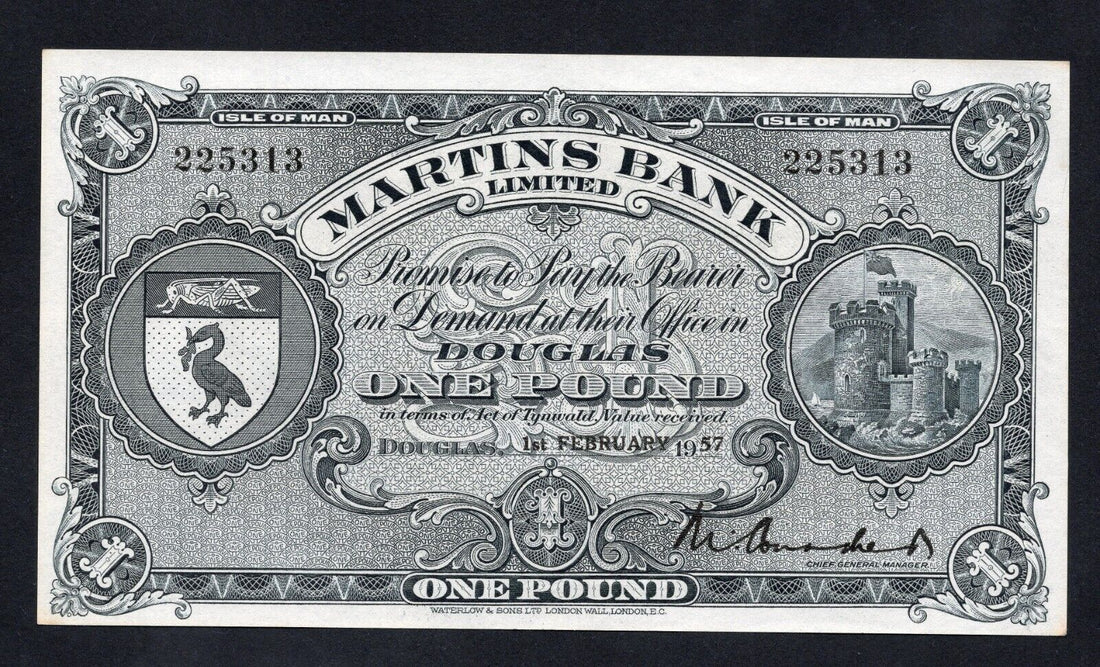 ISLE OF MAN
ISLE OF MAN
225313
225313
MARTINS BANK
LIMITED
Promise to Pay the Bearer
on Demand at their Office in
DOUGLAS
ONE POUND
in terms of Act of Tynwald. Value received.
DOUGLAS. 1st FEBRUARY 1957
CHIEF GENERAL MANAGER.
ONE POUND
WATERLOW & SONS LTD LONDON WALL, LONDON, E.C.